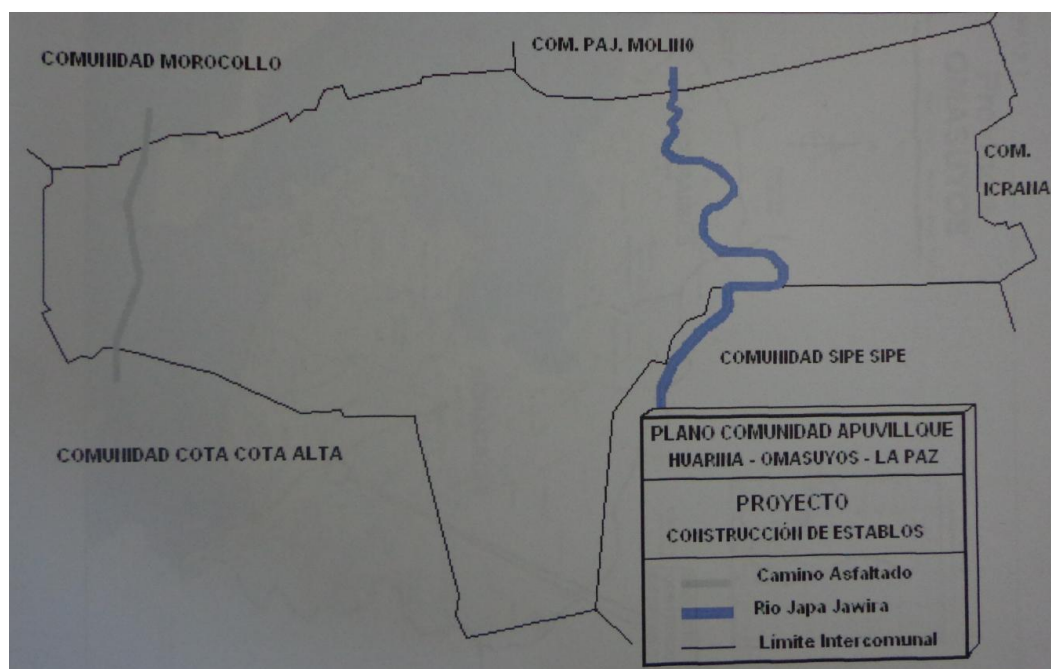 COMUNIDAD MOROCOLLO
COM. PAJ. MOLINO
COM.
ICRANA
COMUNIDAD SIPE SIPE
COMUNIDAD COTA COTA ALTA
PLANO COMUNIDAD APUVILLQUE
HUARINA - OMASUYOS - LA PAZ
PROYECTO
CONSTRUCCIÓN DE ESTABLOS
Camino Asfaltado
Rio Japa Jawira
Límite Intercomunal